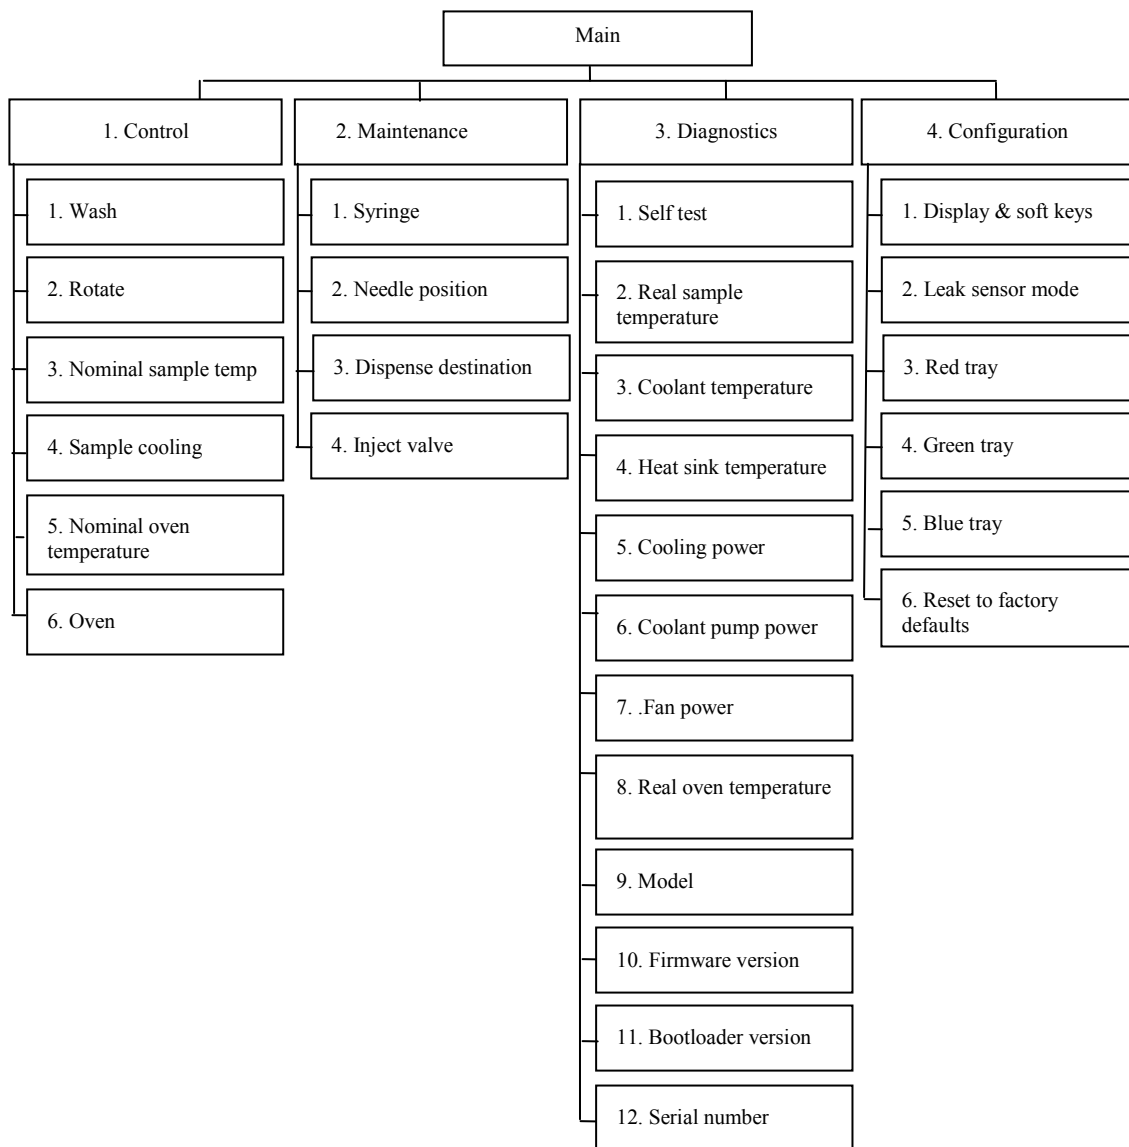 Main
1. Control
1. Wash
2. Rotate
3. Nominal sample temp
4. Sample cooling
5. Nominal oven
temperature
6. Oven
2. Maintenance
1. Syringe
2. Needle position
3. Dispense destination
4. Inject valve
3. Diagnostics
1. Self test
2. Real sample
temperature
3. Coolant temperature
4. Heat sink temperature
5. Cooling power
6. Coolant pump power
7. .Fan power
8. Real oven temperature
9. Model
10. Firmware version
11. Bootloader version
12. Serial number
4. Configuration
1. Display & soft keys
2. Leak sensor mode
3. Red tray
4. Green tray
5. Blue tray
6. Reset to factory
defaults